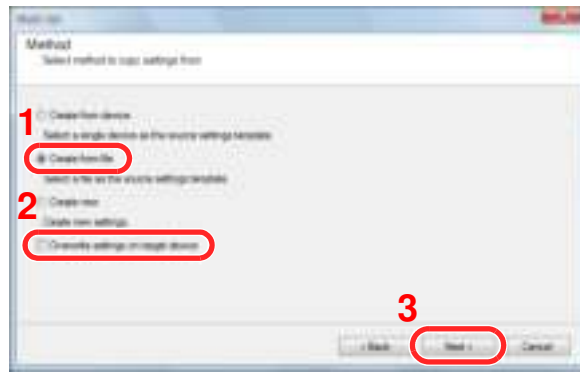 Method
Select method to copy settings from
1
Create from device
Select a single device as the source settings template
Create from file
Select a file as the source settings template
2
Create new
Create new settings
Overwrite settings on target device
3
< Back
Next >
Cancel